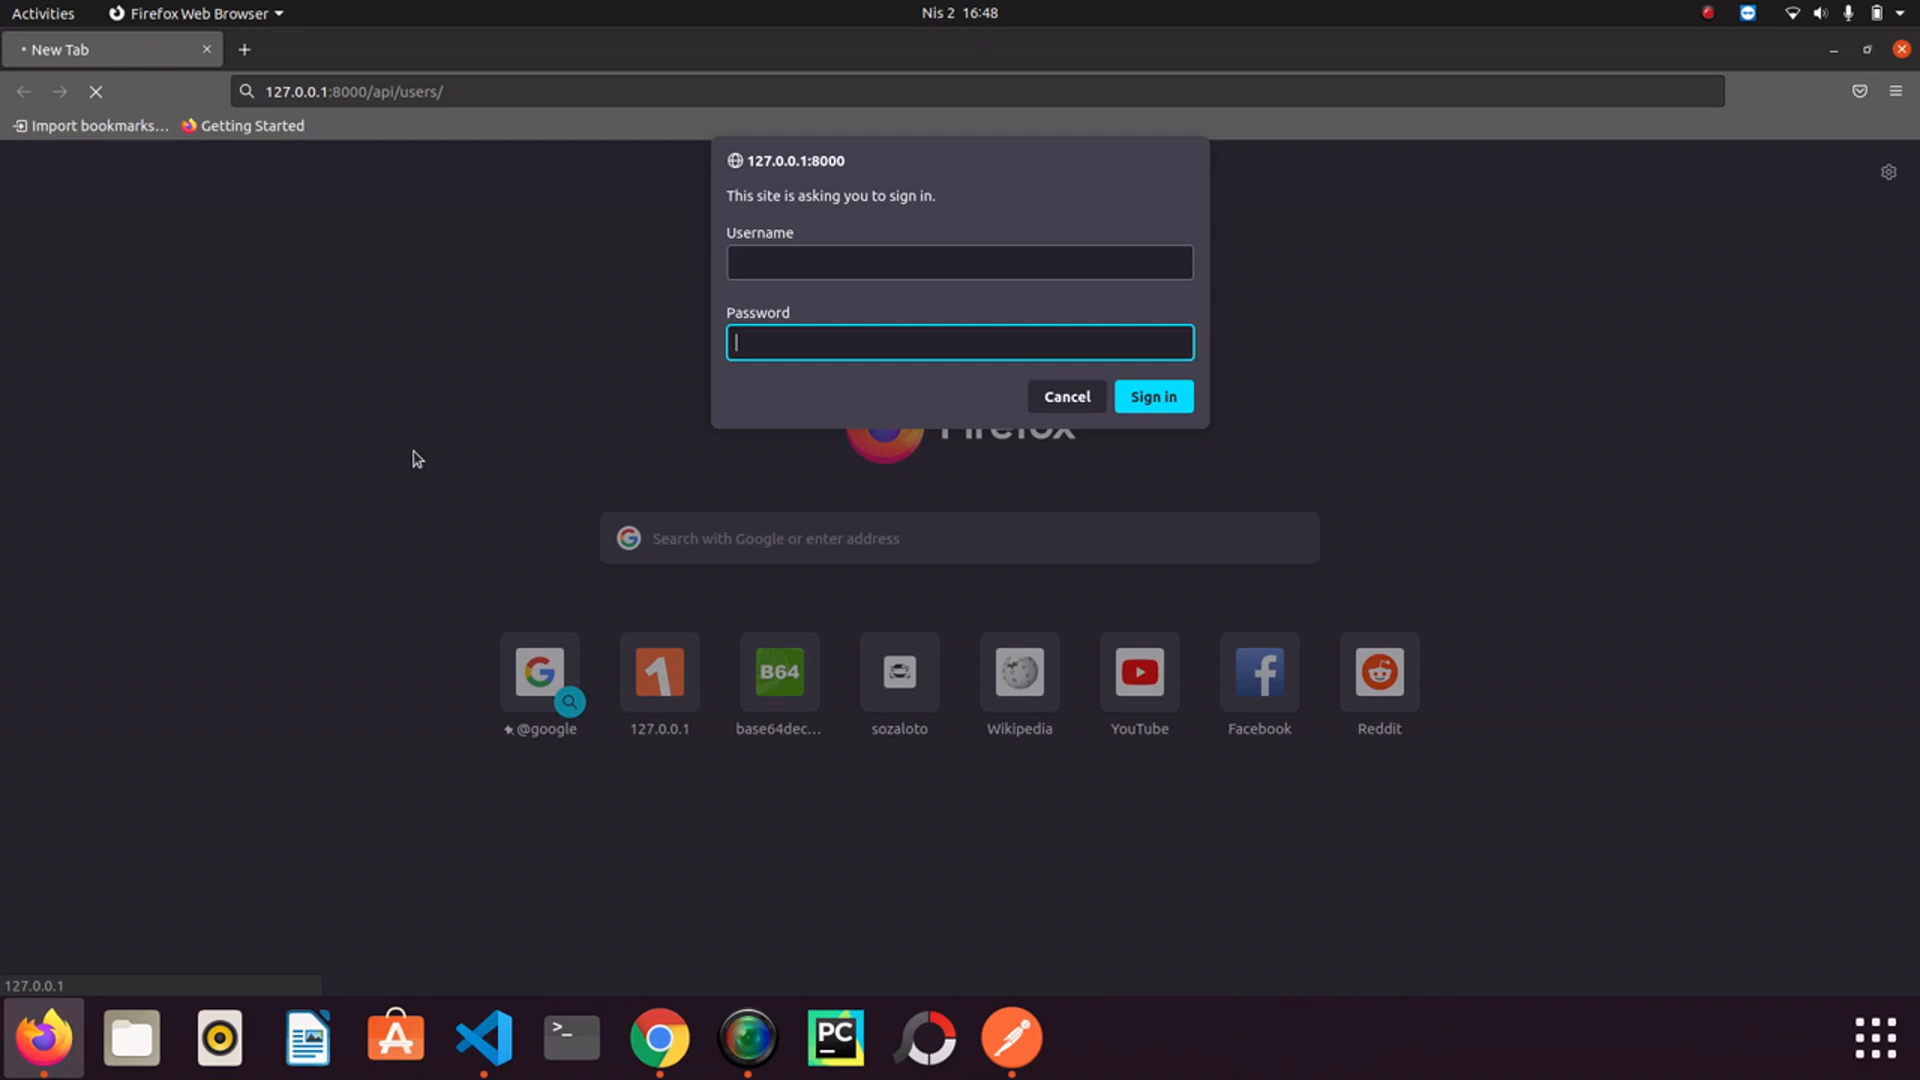 Activities
Firefox Web Browser
Nis 2 16:48
New Tab
127.0.0.1:8000/api/users/
Import bookmarks...
Getting Started
127.0.0.1:8000
This site is asking you to sign in.
Username
Password
Cancel
Sign in
Firefox
Search with Google or enter address
1
B64
@google
127.0.0.1
base64dec...
sozaloto
Wikipedia
YouTube
Facebook
Reddit
127.0.0.1
>_
PC